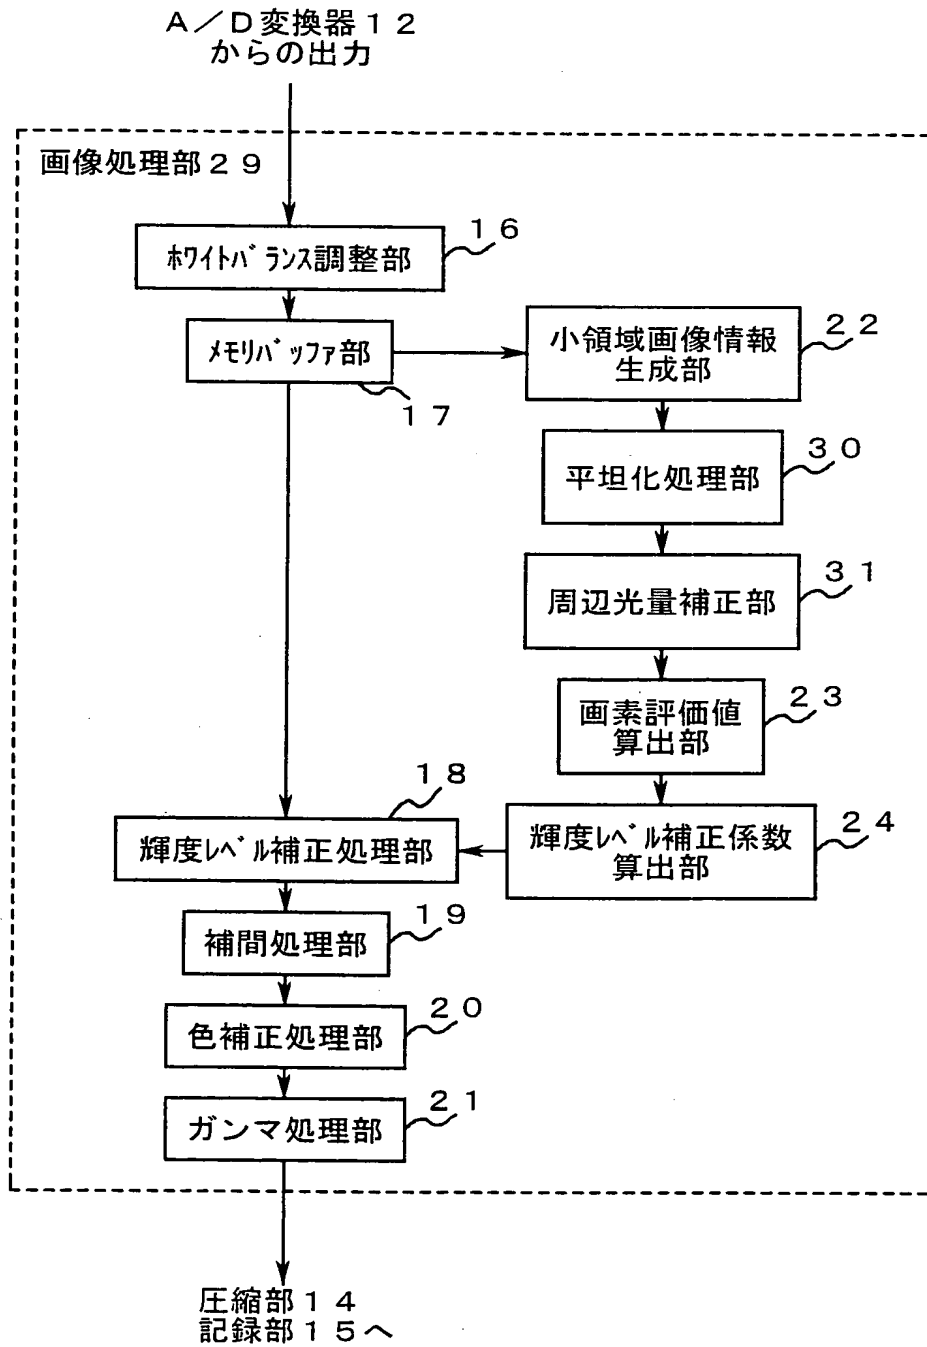 A／D変換器１２
からの出力
画像処理部２９
ﾎﾜｲﾄﾊﾞﾗﾝｽ調整部
１６
ﾒﾓﾘﾊﾞｯﾌｧ部
１７
小領域画像情報
生成部
２２
平坦化処理部
３０
周辺光量補正部
３１
画素評価値
算出部
２３
輝度ﾚﾍﾞﾙ補正処理部
１８
輝度ﾚﾍﾞﾙ補正係数
算出部
２４
補間処理部
１９
色補正処理部
２０
ガンマ処理部
２１
圧縮部１４
記録部１５へ